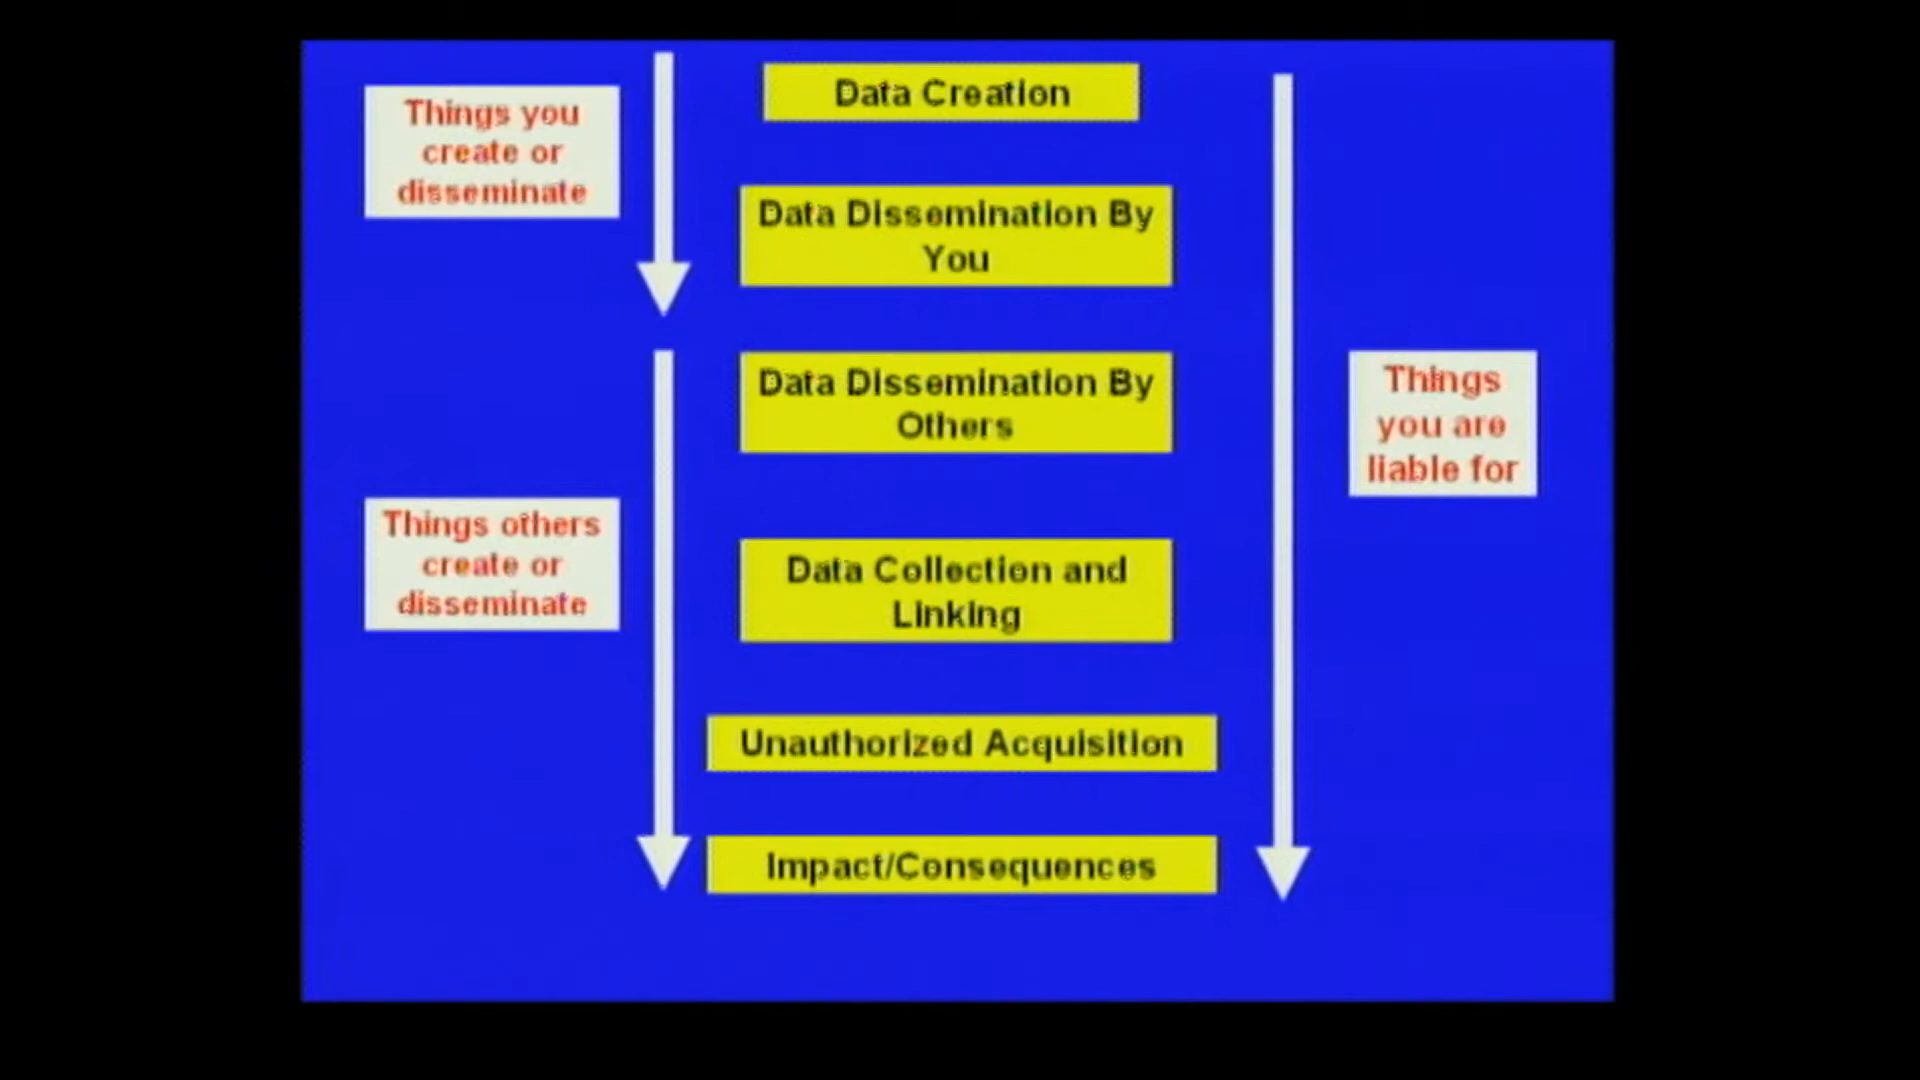 Things you
create or
disseminate
Data Creation
Data Dissemination By
You
Data Dissemination By
Others
Things
you are
liable for
Things others
create or
disseminate
Data Collection and
Linking
Unauthorized Acquisition
Impact/Consequences